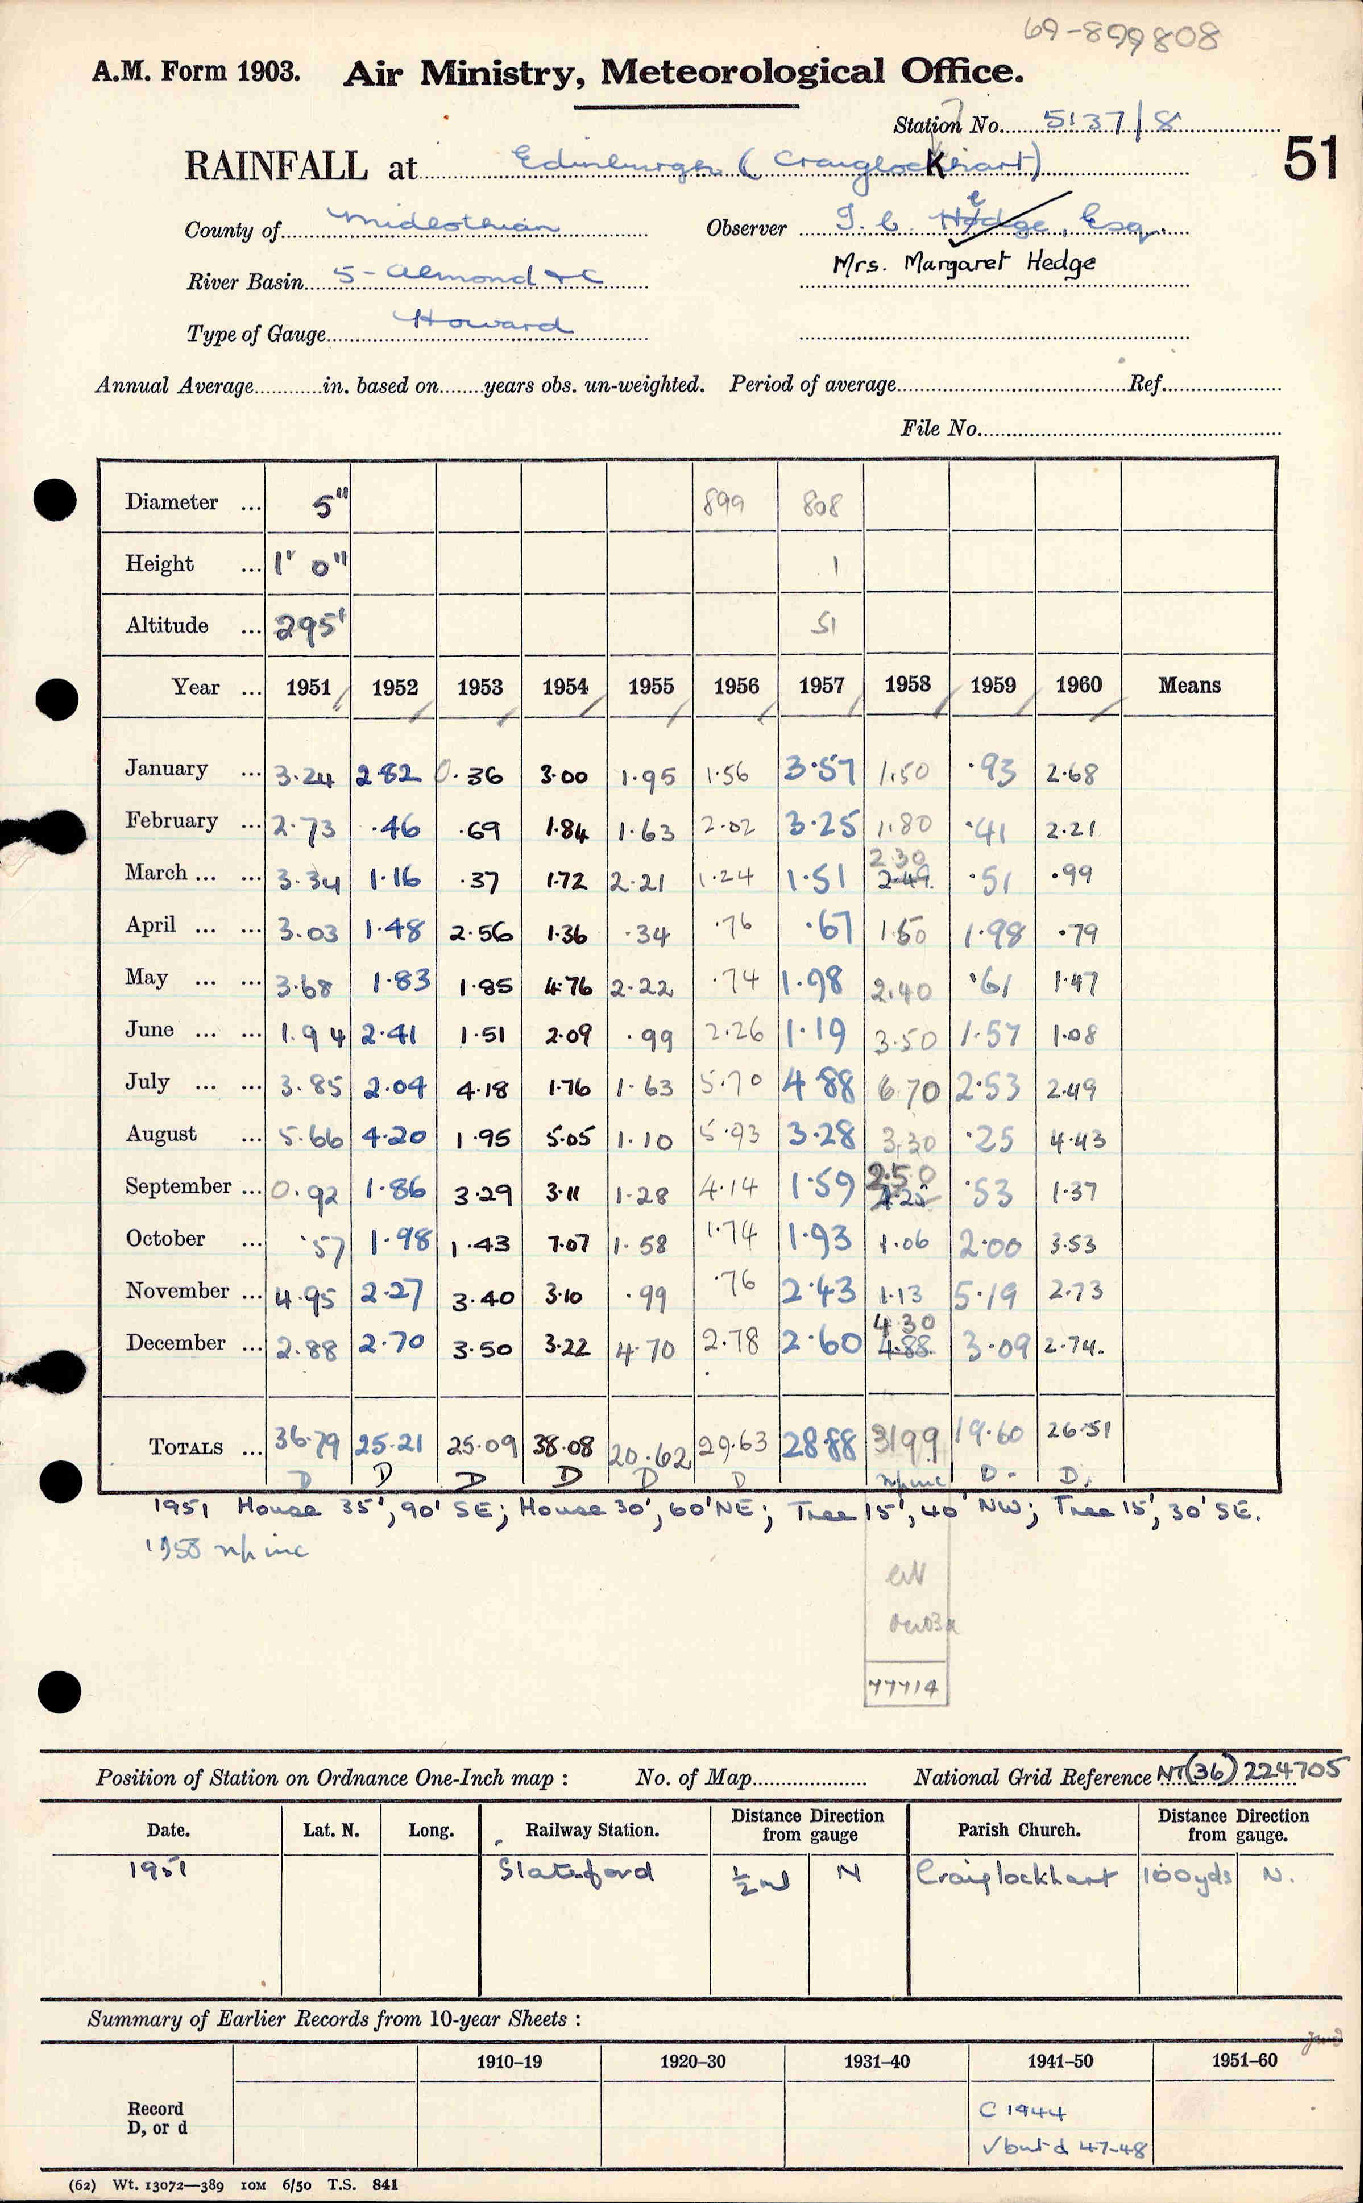 69-899808
A.M. Form 1903. Air Ministry, Meteorological Office.
Station No. 5137/8
51
RAINFALL at Edinburgh (Craiglockhart)
County of Midlothian Observer T. C. Hedge, Esq.
Mrs. Margaret Hedge
River Basin 5 - Almond &c
Type of Gauge Howard
Annual Average in. based on years obs. un-weighted. Period of average Ref.
File No.
Diameter ... 5" 899 808
Height ... 1' 0" 1
Altitude ... 295' 51
Year ... 1951 1952 1953 1954 1955 1956 1957 1958 1959 1960 Means
January ... 3.24 2.82 0.36 3.00 1.95 1.56 3.57 1.50 .93 2.68
February ... 2.73 .46 .69 1.84 1.63 2.02 3.25 1.80 .41 2.21
2.30
March ... ... 3.34 1.16 .37 1.72 2.21 1.24 1.51 2.49 .51 .99
April ... ... 3.03 1.48 2.56 1.36 .34 .76 .67 1.60 1.98 .79
May ... ... 3.68 1.83 1.85 4.76 2.22 .74 1.98 2.40 .61 1.47
June ... ... 1.94 2.41 1.51 2.09 .99 2.26 1.19 3.50 1.57 1.08
July ... ... 3.85 2.04 4.18 1.76 1.63 5.70 4.88 6.70 2.53 2.49
August ... 5.66 4.20 1.95 5.05 1.10 5.93 3.28 3.30 .25 4.43
2.50
September ... 0.92 1.86 3.29 3.11 1.28 4.14 1.59 2.25 .53 1.37
October ... .57 1.98 1.43 7.07 1.58 1.74 1.93 1.06 2.00 3.53
November ... 4.95 2.27 3.40 3.10 .99 .76 2.43 1.13 5.19 2.73
4.30
December ... 2.88 2.70 3.50 3.22 4.70 2.78 2.60 4.88 3.09 2.74
TOTALS ... 36.79 25.21 25.09 38.08 20.62 29.63 28.88 31.99 19.60 26.51
D D D D D D np inc D. D.
1951 House 35', 90' SE; House 30', 60' NE; Tree 15', 40' NW; Tree 15', 30' SE.
1958 np inc
77714
Position of Station on Ordnance One-Inch map : No. of Map National Grid Reference NT(36)224705
Date. Lat. N. Long. Railway Station. Distance Direction from gauge Parish Church. Distance Direction from gauge.
1951 Slateford ½ ml N Craiglockhart 100yds N.
Summary of Earlier Records from 10-year Sheets :
1910–19 1920–30 1931–40 1941–50 1951–60
Record D, or d
C 1944
√ but d 47-48
(62) Wt. 13072—389 10M 6/50 T.S. 841